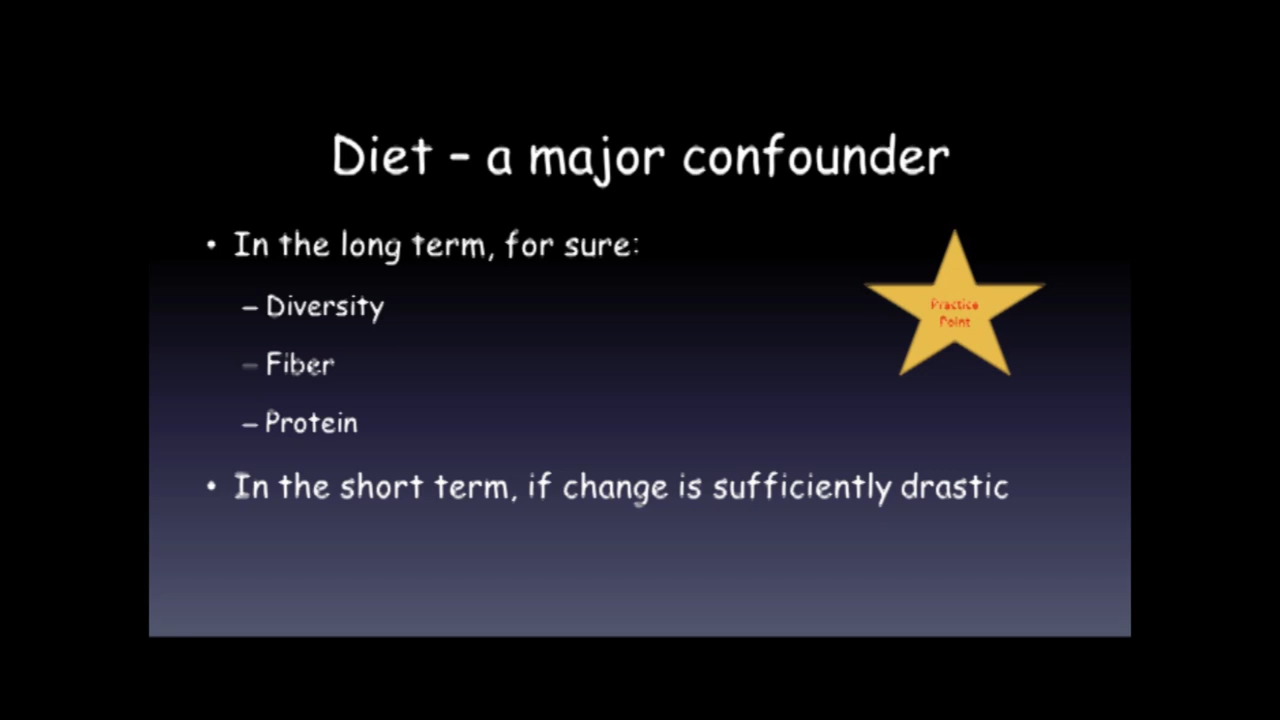 Diet – a major confounder
• In the long term, for sure:
– Diversity
– Fiber
– Protein
• In the short term, if change is sufficiently drastic
Practice
Point